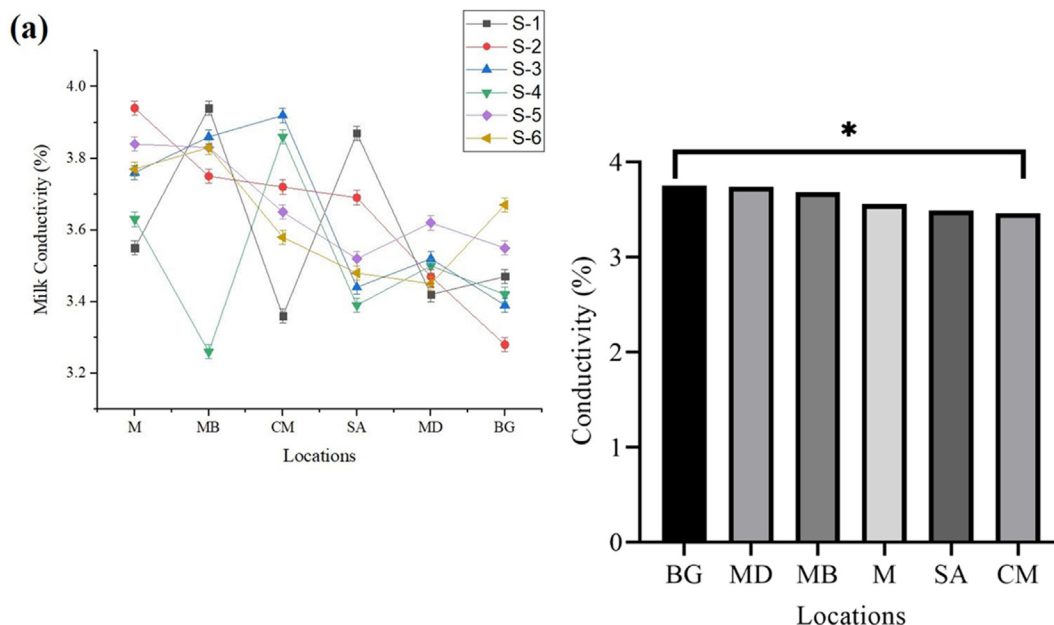 (a)
S-1
S-2
S-3
S-4
S-5
S-6
Milk Conductivity (%)
4.0
3.8
3.6
3.4
3.2
M MB CM SA MD BG
Locations
*
Conductivity (%)
4
3
2
1
0
BG MD MB M SA CM
Locations